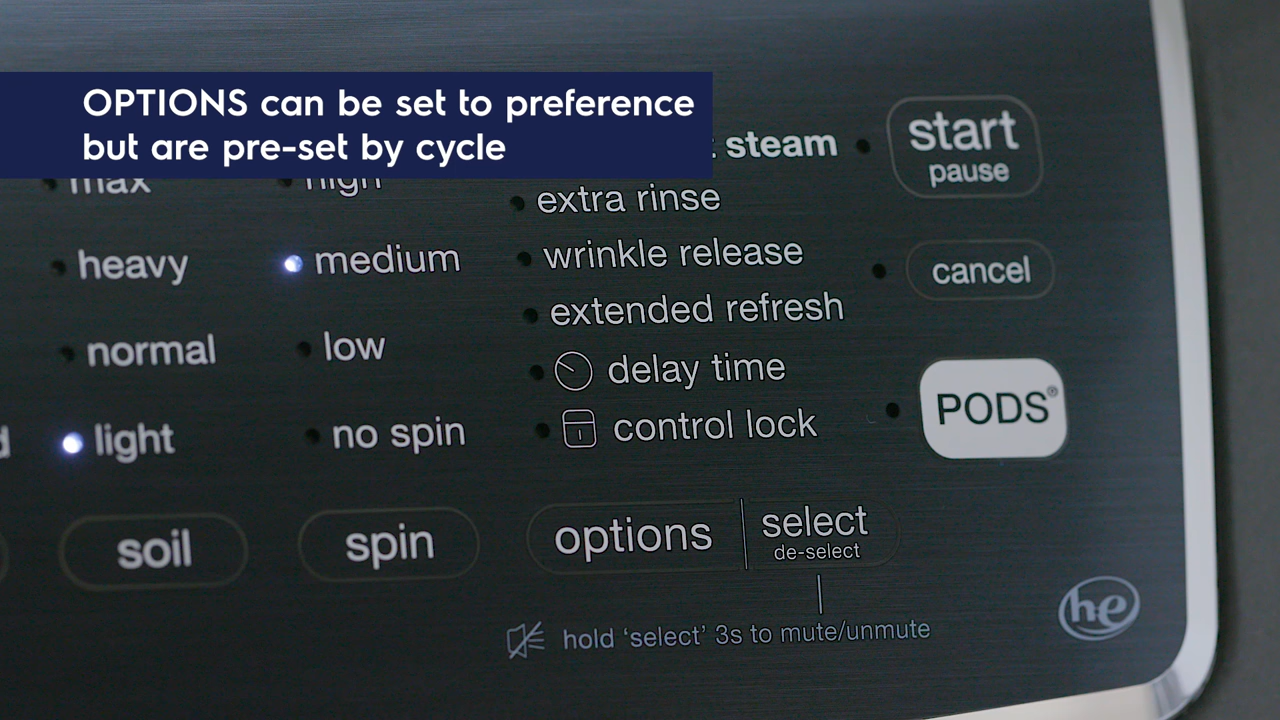 OPTIONS can be set to preference
but are pre-set by cycle
steam
start
pause
max
high
extra rinse
heavy
medium
wrinkle release
cancel
extended refresh
normal
low
delay time
PODS®
light
no spin
control lock
soil
spin
options
select
de-select
hold ‘select’ 3s to mute/unmute
he